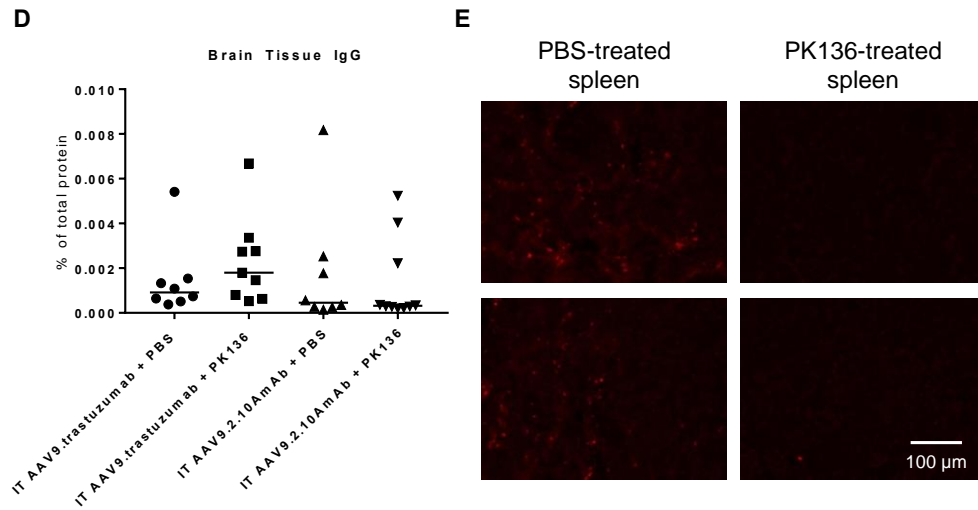 D
Brain Tissue IgG
% of total protein
0.010
0.008
0.006
0.004
0.002
0.000
IT AAV9.trastuzumab + PBS
IT AAV9.trastuzumab + PK136
IT AAV9.2.10AmAb + PBS
IT AAV9.2.10AmAb + PK136
E
PBS-treated
spleen
PK136-treated
spleen
100 µm